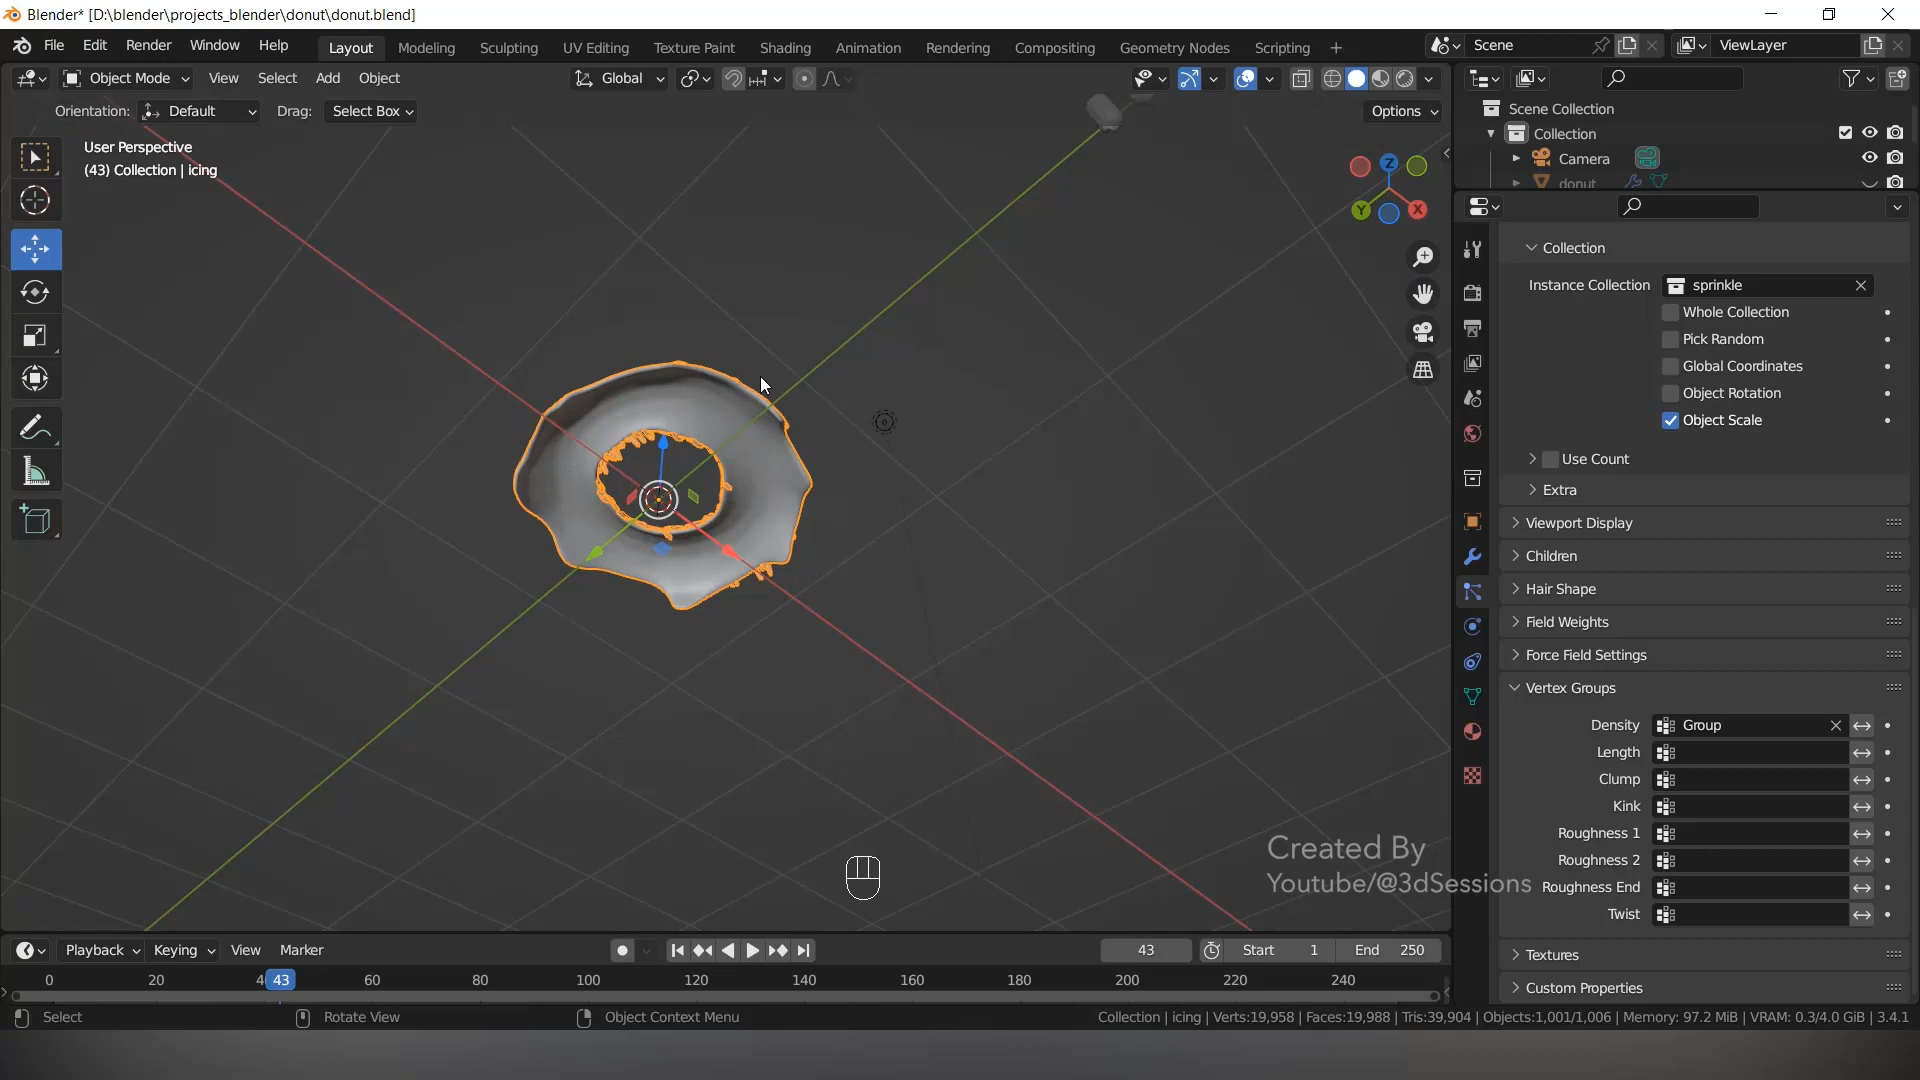 Blender* [D:\blender\projects_blender\donut\donut.blend]
File Edit Render Window Help
Layout Modeling Sculpting UV Editing Texture Paint Shading Animation Rendering Compositing Geometry Nodes Scripting +
Scene
ViewLayer
Object Mode View Select Add Object
Global
Orientation: Default Drag: Select Box
Options
User Perspective
(43) Collection | icing
Z
Y
X
Scene Collection
Collection
Camera
donut
Collection
Instance Collection sprinkle
Whole Collection
Pick Random
Global Coordinates
Object Rotation
Object Scale
Use Count
Extra
Viewport Display
Children
Hair Shape
Field Weights
Force Field Settings
Vertex Groups
Density Group
Length
Clump
Kink
Roughness 1
Roughness 2
Roughness End
Twist
Textures
Custom Properties
Created By
Youtube/@3dSessions
Playback Keying View Marker
43 Start 1 End 250
0 20 4 43 60 80 100 120 140 160 180 200 220 240
Select Rotate View Object Context Menu
Collection | icing | Verts:19,958 | Faces:19,988 | Tris:39,904 | Objects:1,001/1,006 | Memory: 97.2 MiB | VRAM: 0.3/4.0 GiB | 3.4.1